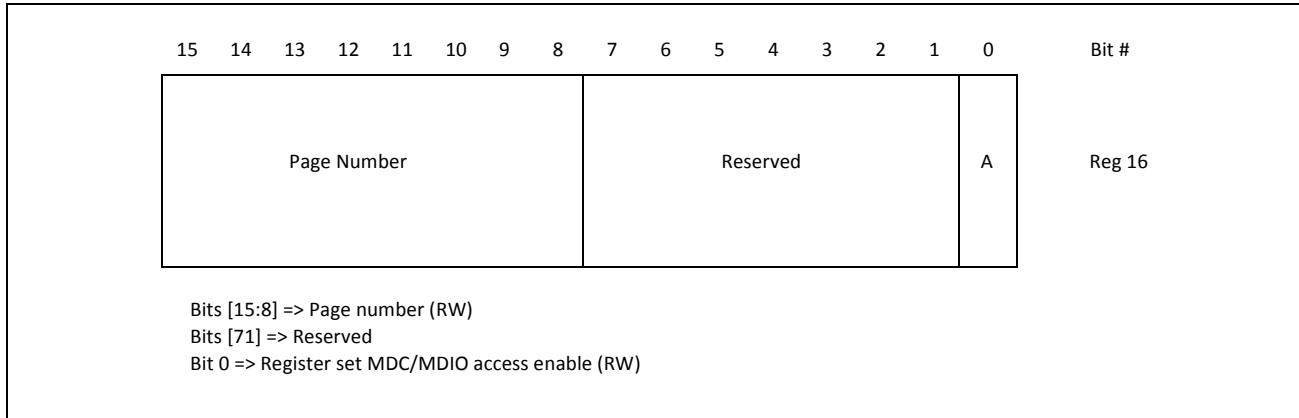 15 14 13 12 11 10 9 8 7 6 5 4 3 2 1 0 Bit #
Page Number Reserved A Reg 16
Bits [15:8] => Page number (RW)
Bits [71] => Reserved
Bit 0 => Register set MDC/MDIO access enable (RW)